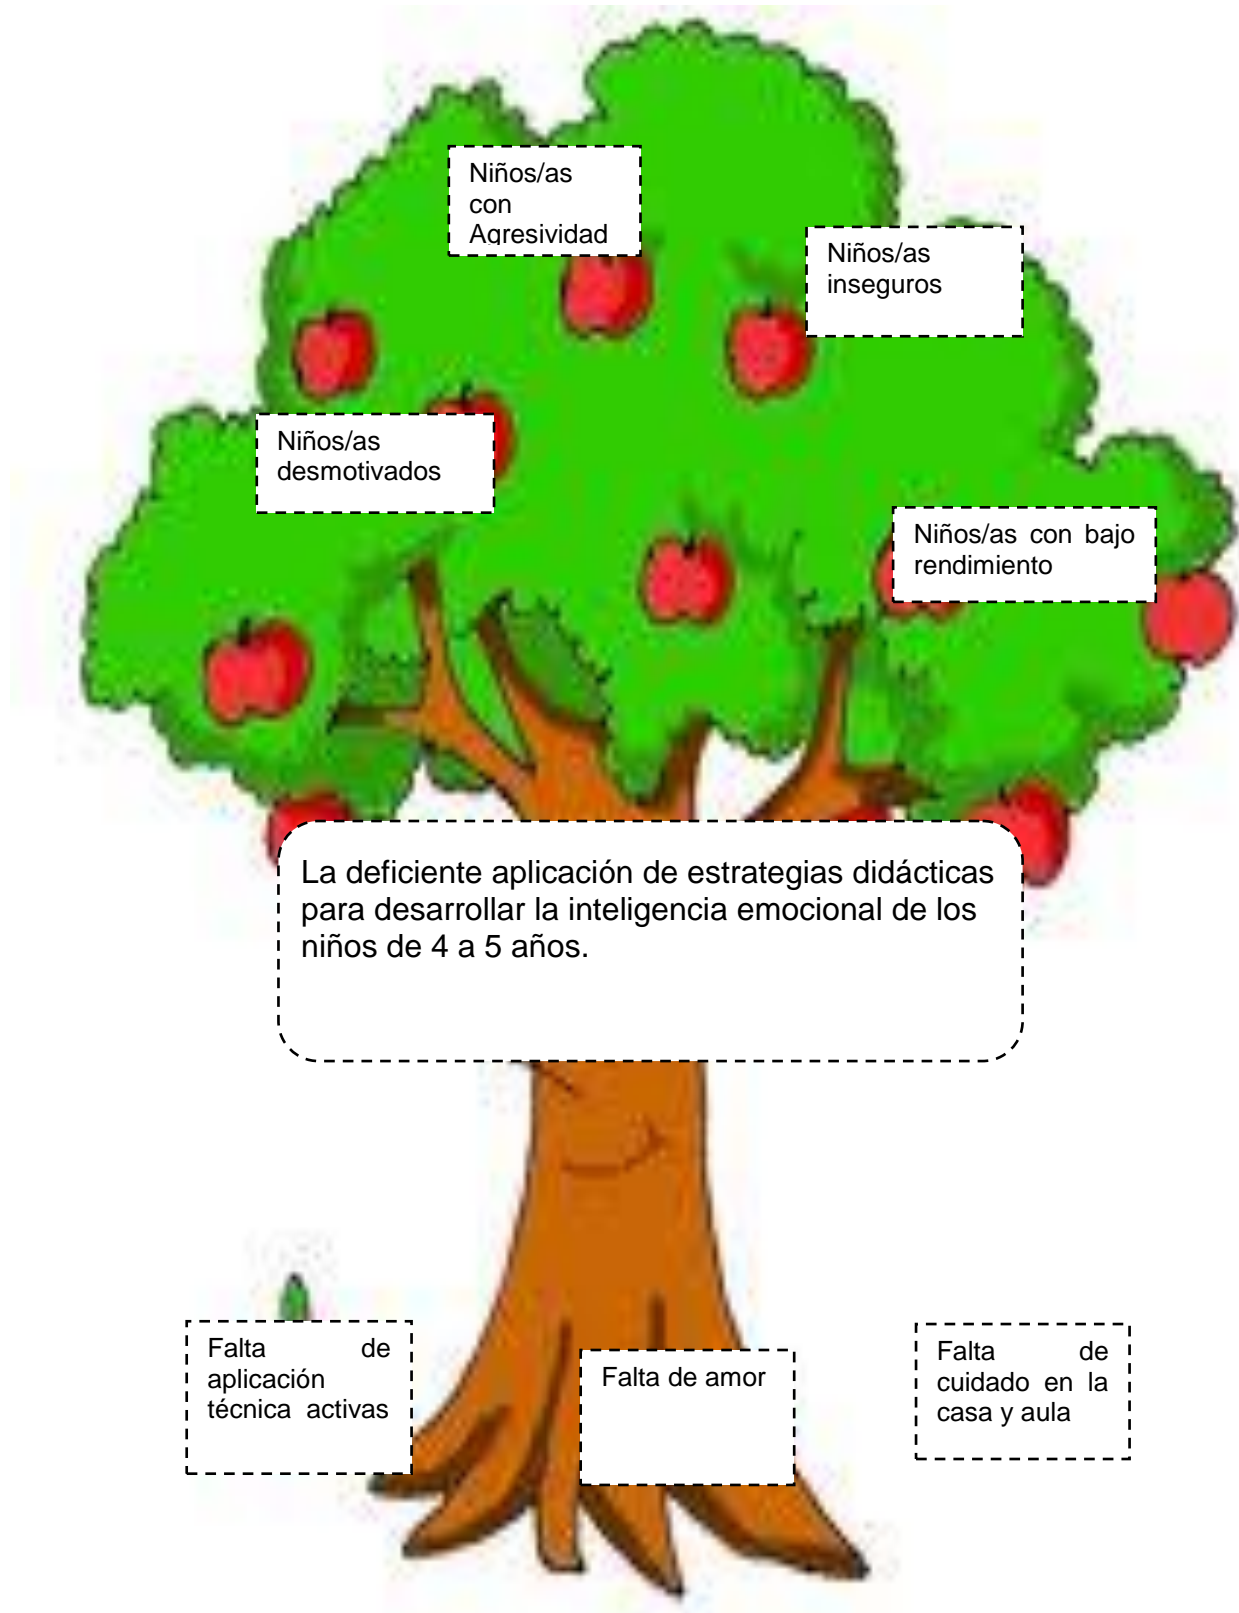 Niños/as
con
Agresividad
Niños/as
inseguros
Niños/as
desmotivados
Niños/as con bajo
rendimiento
La deficiente aplicación de estrategias didácticas
para desarrollar la inteligencia emocional de los
niños de 4 a 5 años.
Falta de
aplicación
técnica activas
Falta de amor
Falta de
cuidado en la
casa y aula